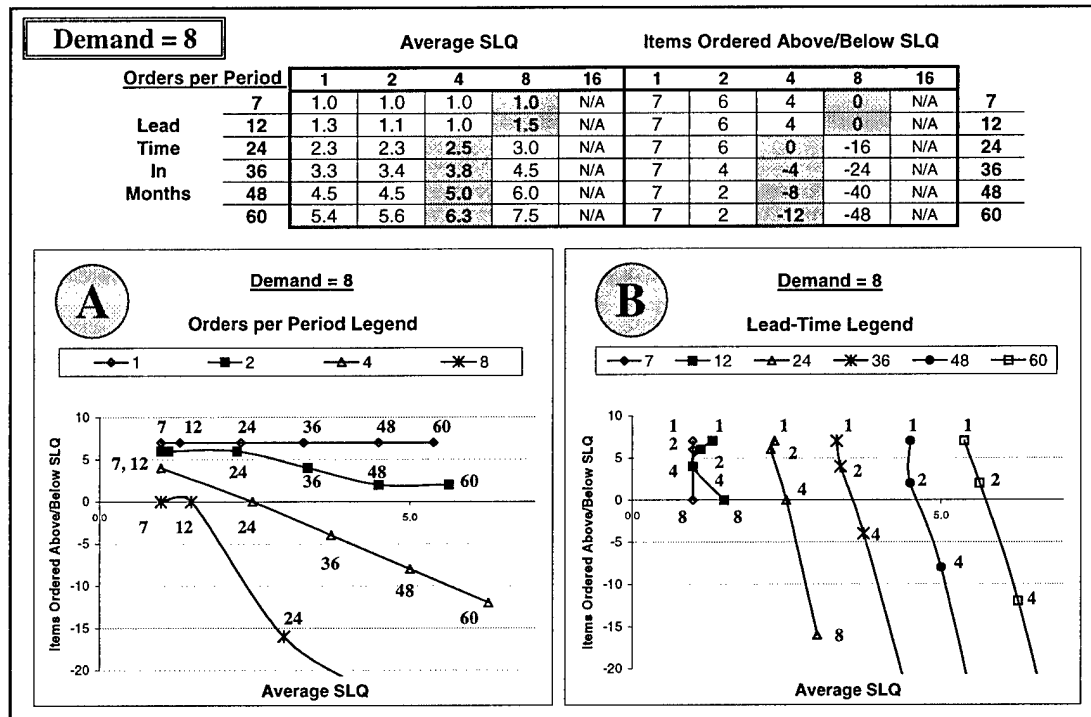 Demand = 8
Average SLQ Items Ordered Above/Below SLQ
Orders per Period 1 2 4 8 16 1 2 4 8 16
7 1.0 1.0 1.0 1.0 N/A 7 6 4 0 N/A 7
Lead 12 1.3 1.1 1.0 1.5 N/A 7 6 4 0 N/A 12
Time 24 2.3 2.3 2.5 3.0 N/A 7 6 0 -16 N/A 24
In 36 3.3 3.4 3.8 4.5 N/A 7 4 -4 -24 N/A 36
Months 48 4.5 4.5 5.0 6.0 N/A 7 2 -8 -40 N/A 48
60 5.4 5.6 6.3 7.5 N/A 7 2 -12 -48 N/A 60
A
Demand = 8
Orders per Period Legend
1 2 4 8
Items Ordered Above/Below SLQ
10
5
0
-5
-10
-15
-20
7 12 24 36 48 60
7, 12 24 36 48 60
0.0 5.0
7 12 24 36 48 60
24
Average SLQ
B
Demand = 8
Lead-Time Legend
7 12 24 36 48 60
Items Ordered Above/Below SLQ
10
5
0
-5
-10
-15
-20
1 1 1 1 1 1
2 2 2 2 2 2
4 4 4 4 4 4
0.0 5.0
8 8 8
Average SLQ